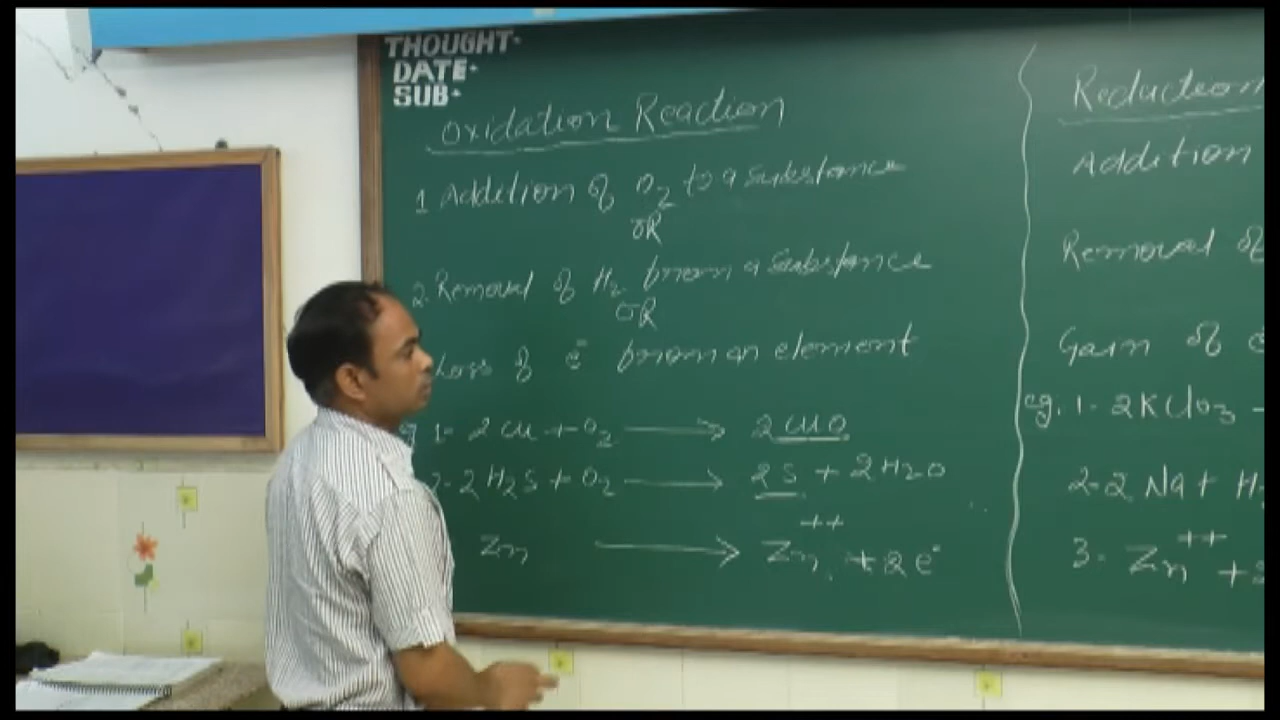 THOUGHT-
DATE-
SUB-
Oxidation Reaction
1. Addition of O₂ to a substance
OR
2. Removal of H₂ from a substance
OR
Loss of e⁻ from an element
1- 2Cu + O₂ ⟶ 2CuO
2- 2H₂S + O₂ ⟶ 2S + 2H₂O
Zn ⟶ Zn⁺⁺ + 2e⁻
Reduction
Addition
Removal of
Gain of e
eg. 1- 2KClO₃ -
2- 2Na + H
3- Zn⁺⁺ +